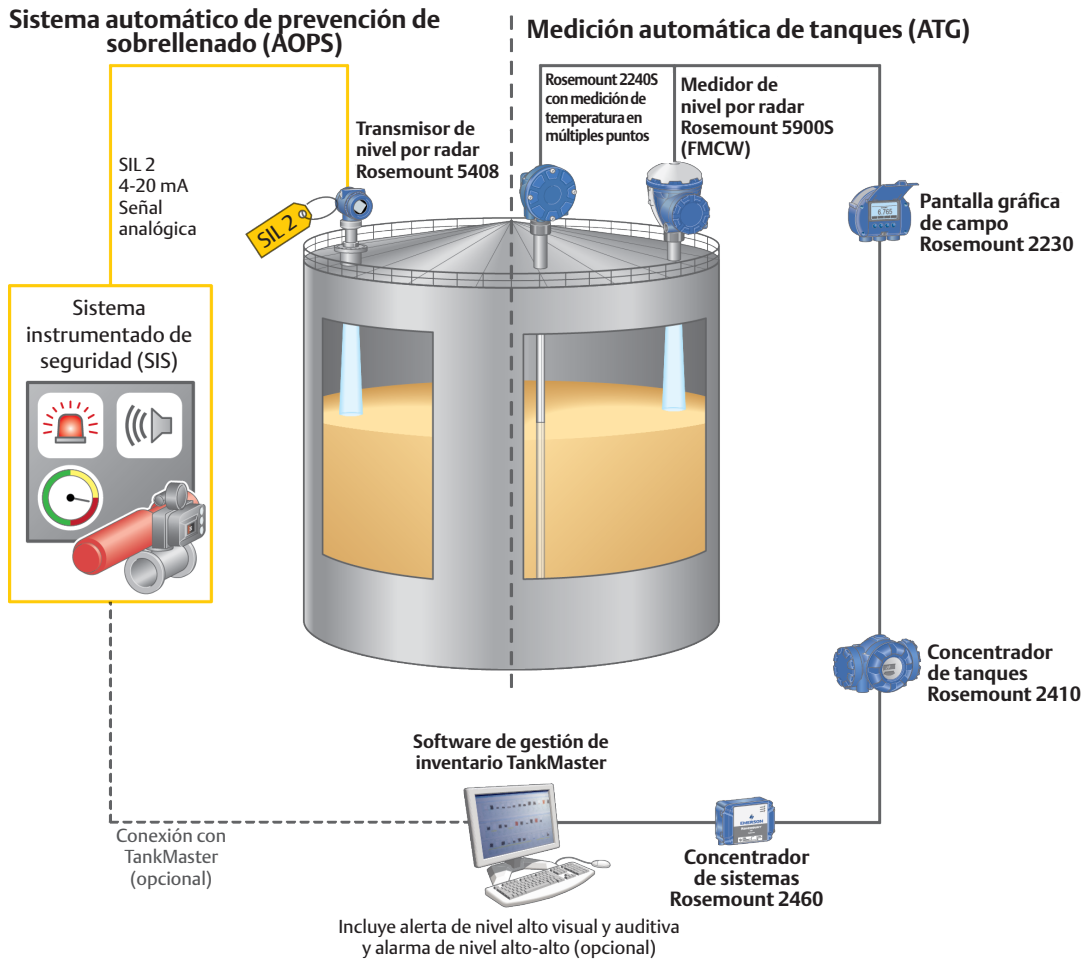 Sistema automático de prevención de
sobrellenado (AOPS)
Medición automática de tanques (ATG)
SIL 2
4-20 mA
Señal
analógica
Transmisor de
nivel por radar
Rosemount 5408
SIL 2
Rosemount 2240S
con medición de
temperatura en
múltiples puntos
Medidor de
nivel por radar
Rosemount 5900S
(FMCW)
Pantalla gráfica
de campo
Rosemount 2230
Sistema
instrumentado de
seguridad (SIS)
Concentrador
de tanques
Rosemount 2410
Software de gestión de
inventario TankMaster
Conexión con
TankMaster
(opcional)
EMERSON
Concentrador
de sistemas
Rosemount 2460
Incluye alerta de nivel alto visual y auditiva
y alarma de nivel alto-alto (opcional)